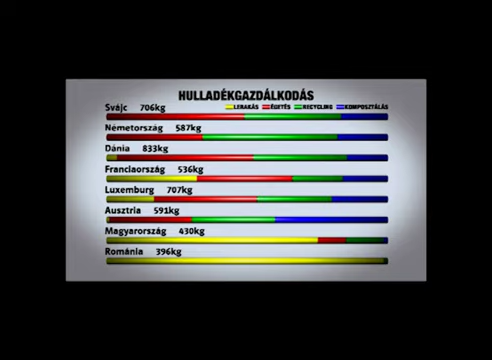 HULLADÉKGAZDÁLKODÁS
LERAKÁS ÉGETÉS RECYCLING KOMPOSZTÁLÁS
Svájc 706kg
Németország 587kg
Dánia 833kg
Franciaország 536kg
Luxemburg 707kg
Ausztria 591kg
Magyarország 430kg
Románia 396kg